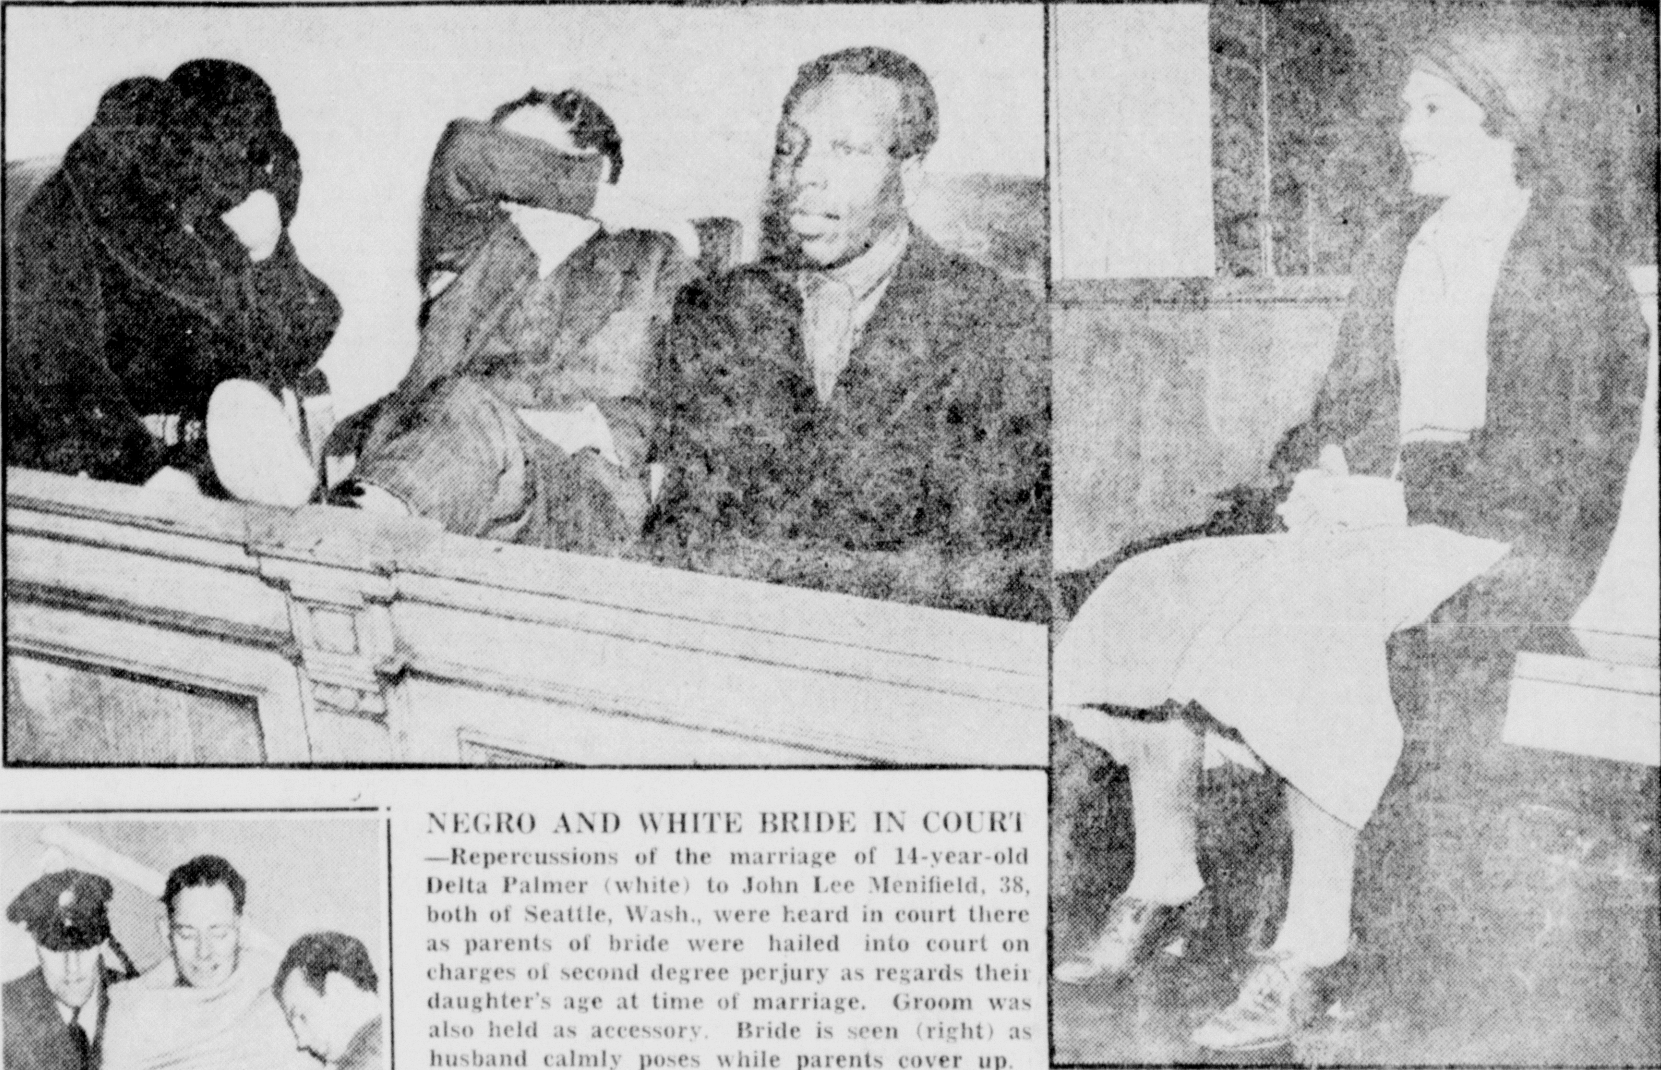 NEGRO AND WHITE BRIDE IN COURT
—Repercussions of the marriage of 14-year-old
Delta Palmer (white) to John Lee Menifield, 38,
both of Seattle, Wash., were heard in court there
as parents of bride were hailed into court on
charges of second degree perjury as regards their
daughter's age at time of marriage. Groom was
also held as accessory. Bride is seen (right) as
husband calmly poses while parents cover up.